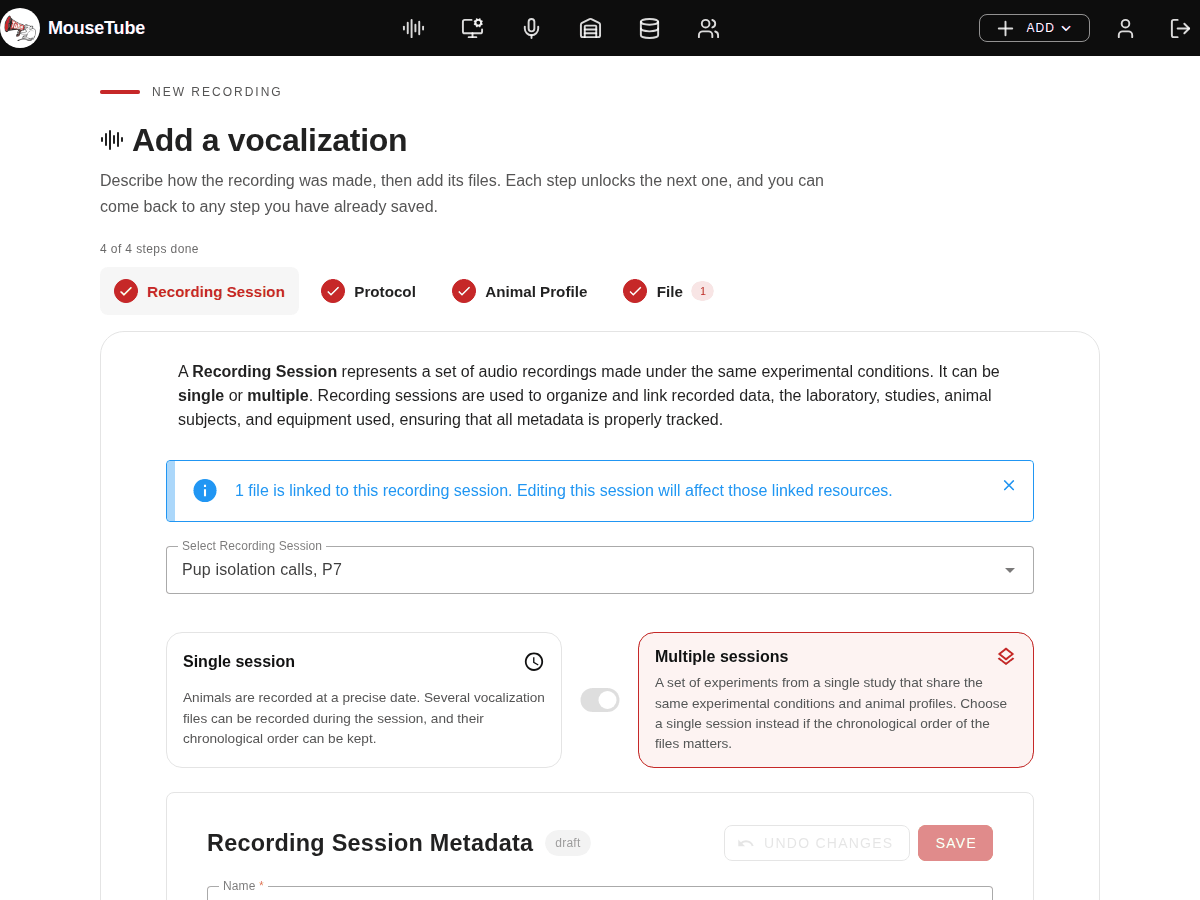 MouseTube
ADD
NEW RECORDING
Add a vocalization
Describe how the recording was made, then add its files. Each step unlocks the next one, and you can
come back to any step you have already saved.
4 of 4 steps done
Recording Session
Protocol
Animal Profile
File 1
A Recording Session represents a set of audio recordings made under the same experimental conditions. It can be
single or multiple. Recording sessions are used to organize and link recorded data, the laboratory, studies, animal
subjects, and equipment used, ensuring that all metadata is properly tracked.
1 file is linked to this recording session. Editing this session will affect those linked resources.
Select Recording Session
Pup isolation calls, P7
Single session
Animals are recorded at a precise date. Several vocalization
files can be recorded during the session, and their
chronological order can be kept.
Multiple sessions
A set of experiments from a single study that share the
same experimental conditions and animal profiles. Choose
a single session instead if the chronological order of the
files matters.
Recording Session Metadata
draft
UNDO CHANGES
SAVE
Name *